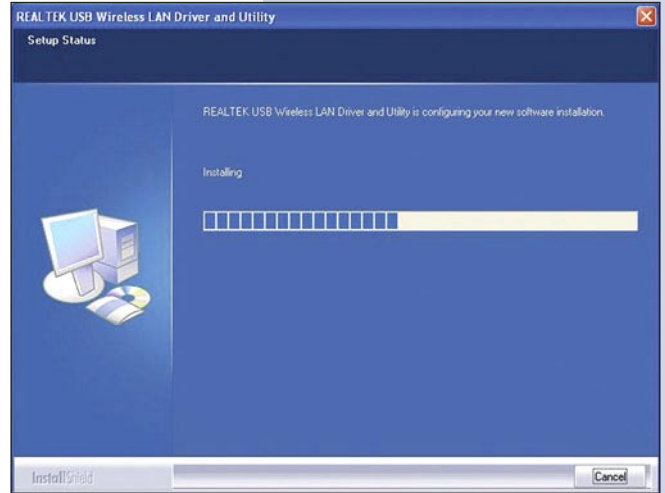 REALTEK USB Wireless LAN Driver and Utility
Setup Status
REALTEK USB Wireless LAN Driver and Utility is configuring your new software installation.
Installing
InstallShield
Cancel